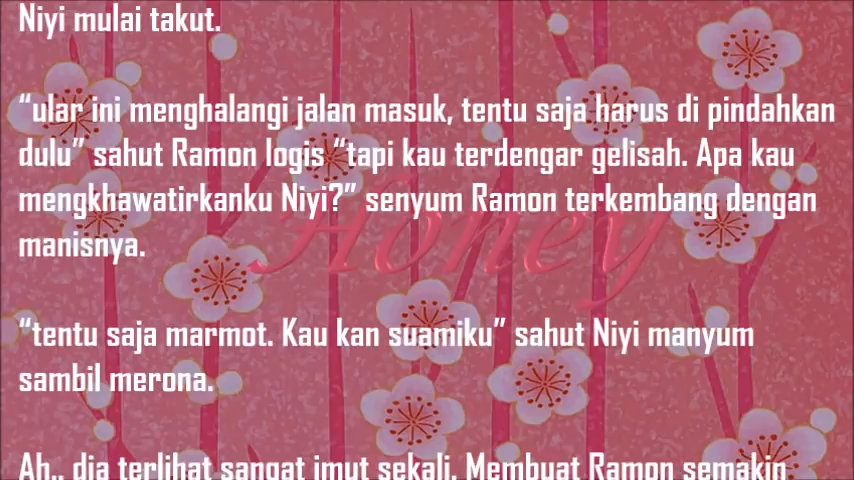 Niyi mulai takut.
“ular ini menghalangi jalan masuk, tentu saja harus di pindahkan
dulu” sahut Ramon logis “tapi kau terdengar gelisah. Apa kau
mengkhawatirkanku Niyi?” senyum Ramon terkembang dengan
manisnya.
Honey
“tentu saja marmot. Kau kan suamiku” sahut Niyi manyum
sambil merona.
Ah.. dia terlihat sangat imut sekali. Membuat Ramon semakin